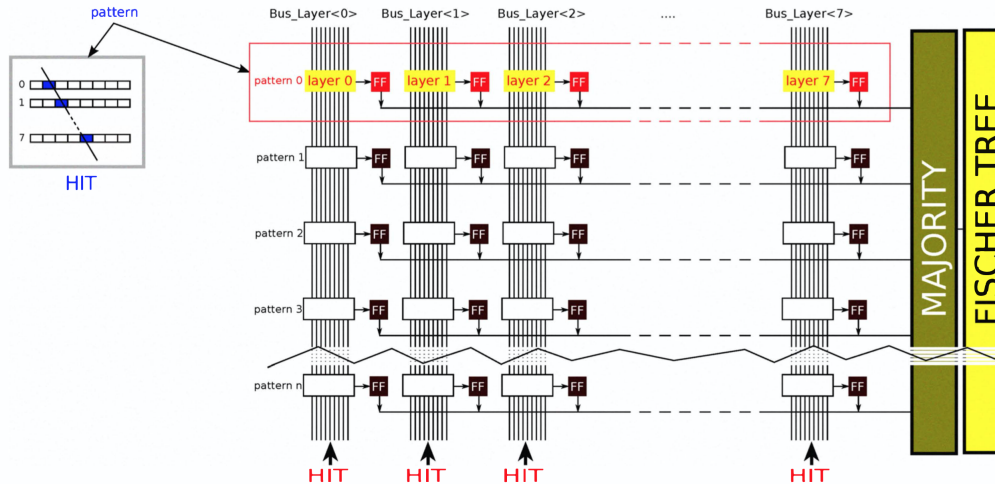 pattern
Bus_Layer<0>
Bus_Layer<1>
Bus_Layer<2>
....
Bus_Layer<7>
0
1
7
HIT
pattern 0
layer 0
FF
layer 1
FF
layer 2
FF
layer 7
FF
pattern 1
FF
FF
FF
FF
pattern 2
FF
FF
FF
FF
pattern 3
FF
FF
FF
FF
pattern n
FF
FF
FF
FF
HIT
HIT
HIT
HIT
MAJORITY
FISCHER TREE